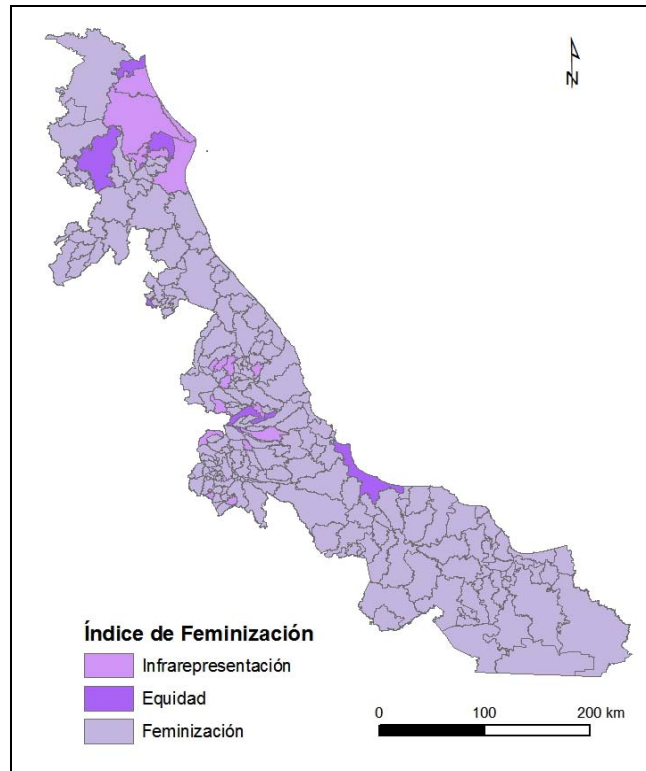 N
Índice de Feminización
Infrarepresentación
Equidad
Feminización
0 100 200 km